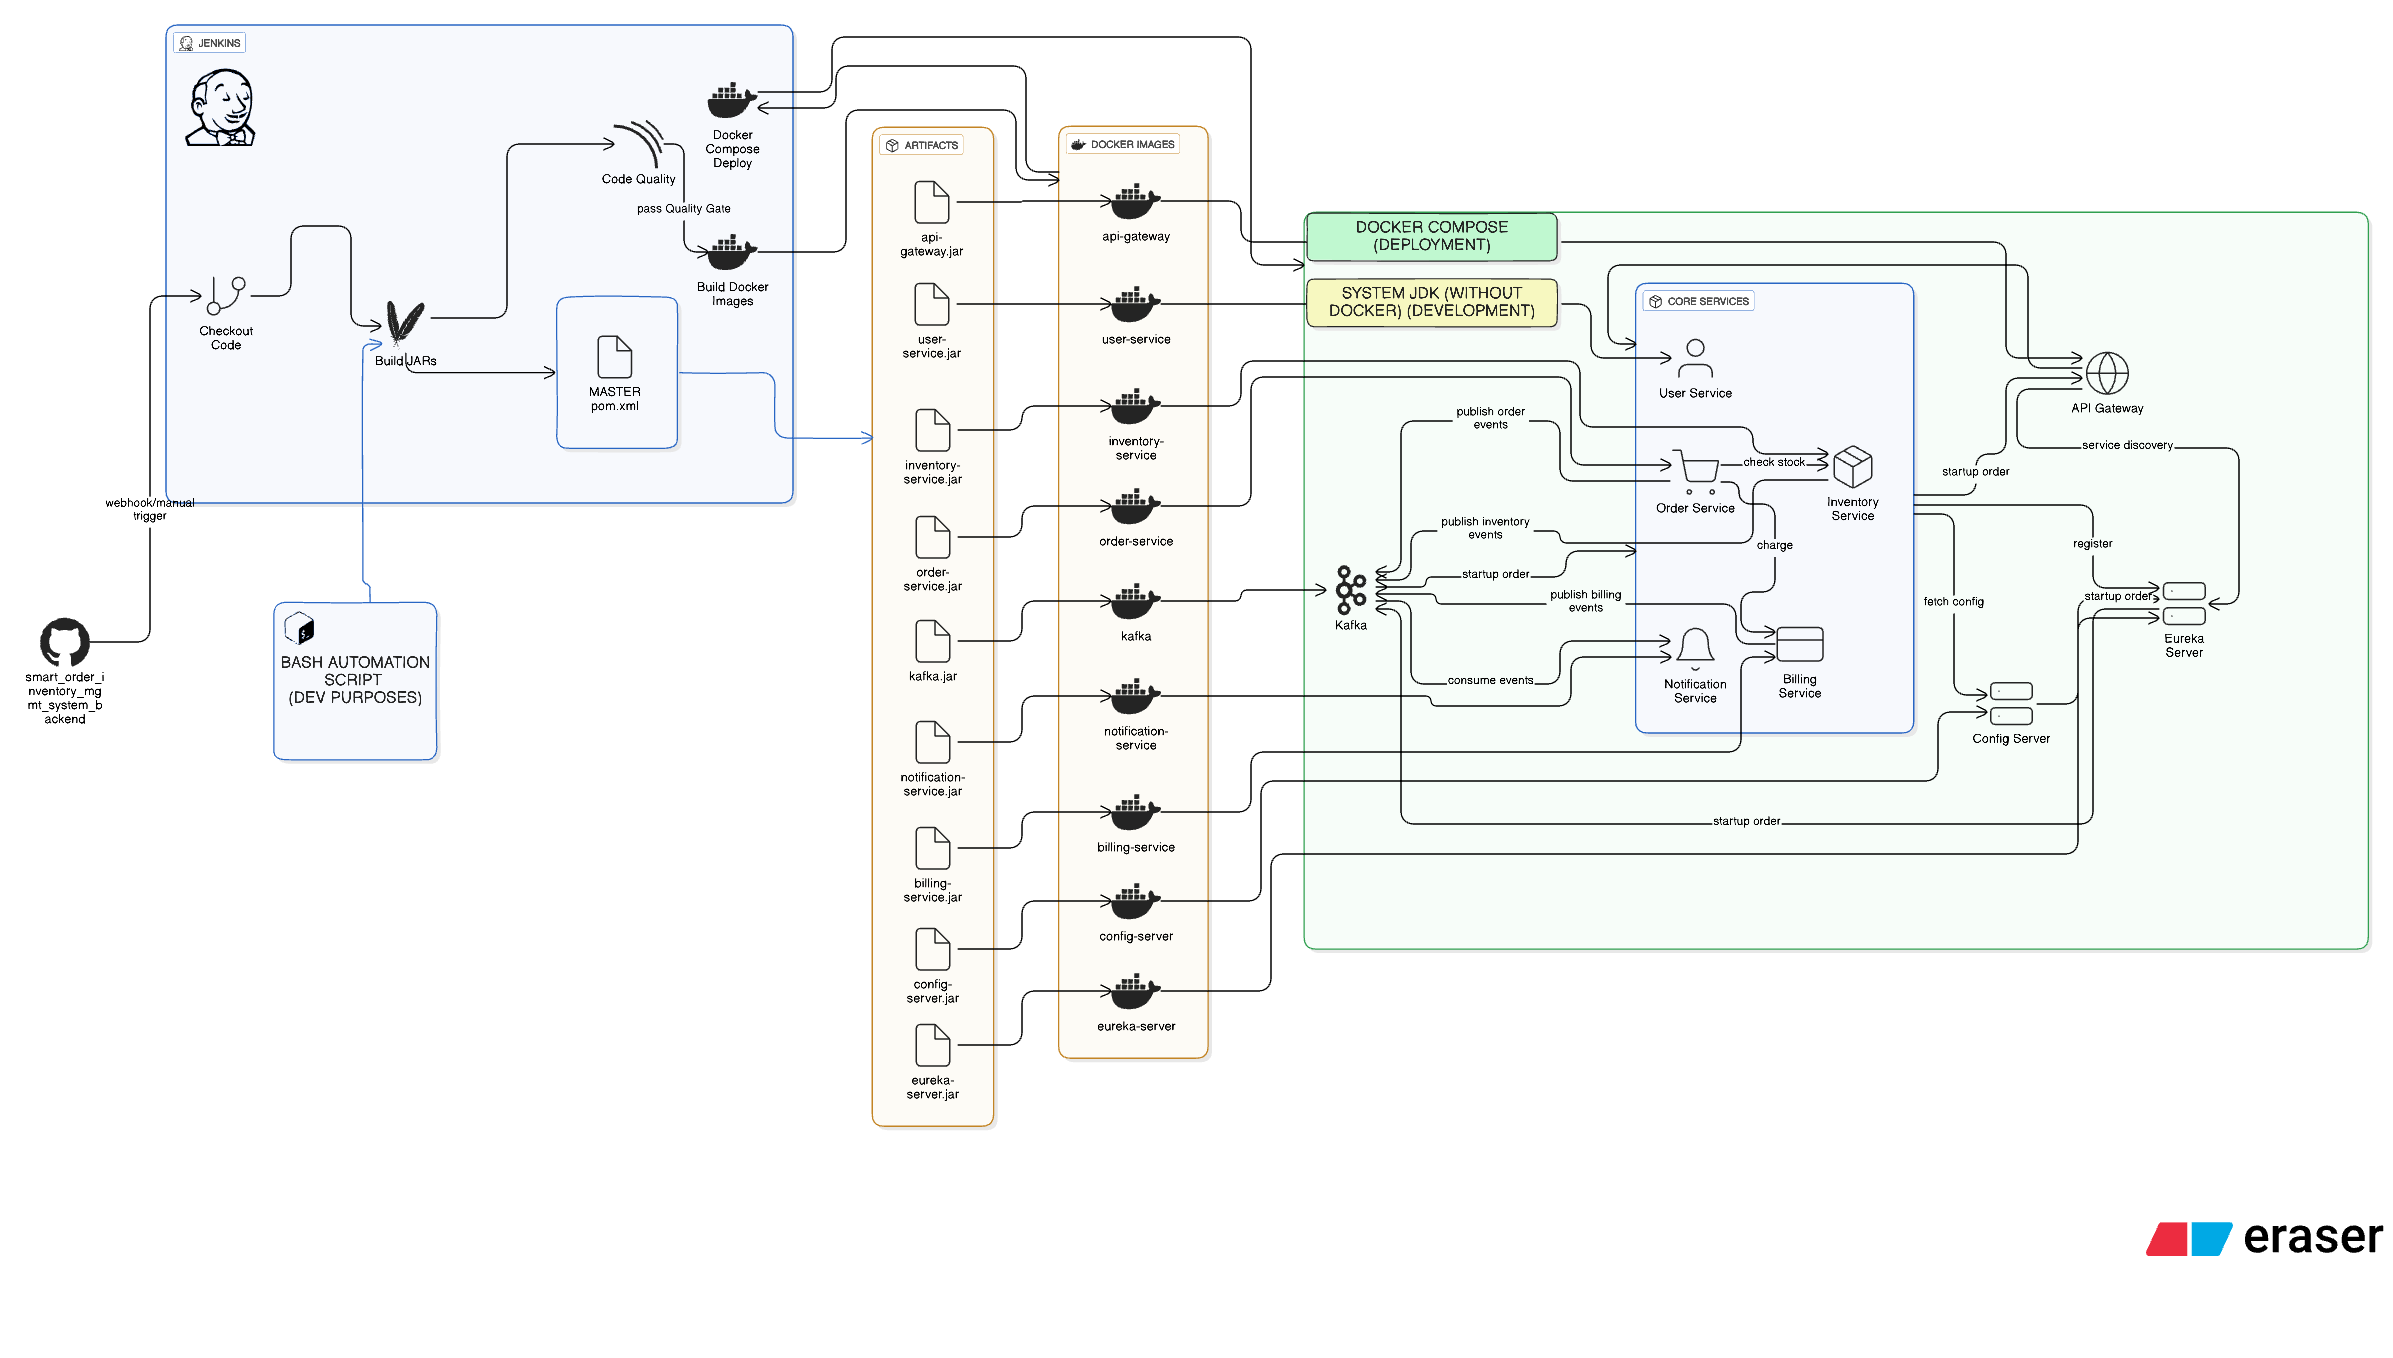 JENKINS
Docker
Compose
Deploy
Code Quality
pass Quality Gate
Build Docker
Images
Checkout
Code
Build JARs
MASTER
pom.xml
webhook/manual
trigger
smart_order_i
nventory_mg
mt_system_b
ackend
BASH AUTOMATION
SCRIPT
(DEV PURPOSES)
ARTIFACTS
api-
gateway.jar
user-
service.jar
inventory-
service.jar
order-
service.jar
kafka.jar
notification-
service.jar
billing-
service.jar
config-
server.jar
eureka-
server.jar
DOCKER IMAGES
api-gateway
user-service
inventory-
service
order-service
kafka
notification-
service
billing-service
config-server
eureka-server
DOCKER COMPOSE
(DEPLOYMENT)
SYSTEM JDK (WITHOUT
DOCKER) (DEVELOPMENT)
CORE SERVICES
User Service
publish order
events
check stock
Order Service
Inventory
Service
publish inventory
events
charge
startup order
publish billing
events
Kafka
consume events
Notification
Service
Billing
Service
startup order
API Gateway
service discovery
startup order
register
fetch config
startup order
Eureka
Server
Config Server
eraser